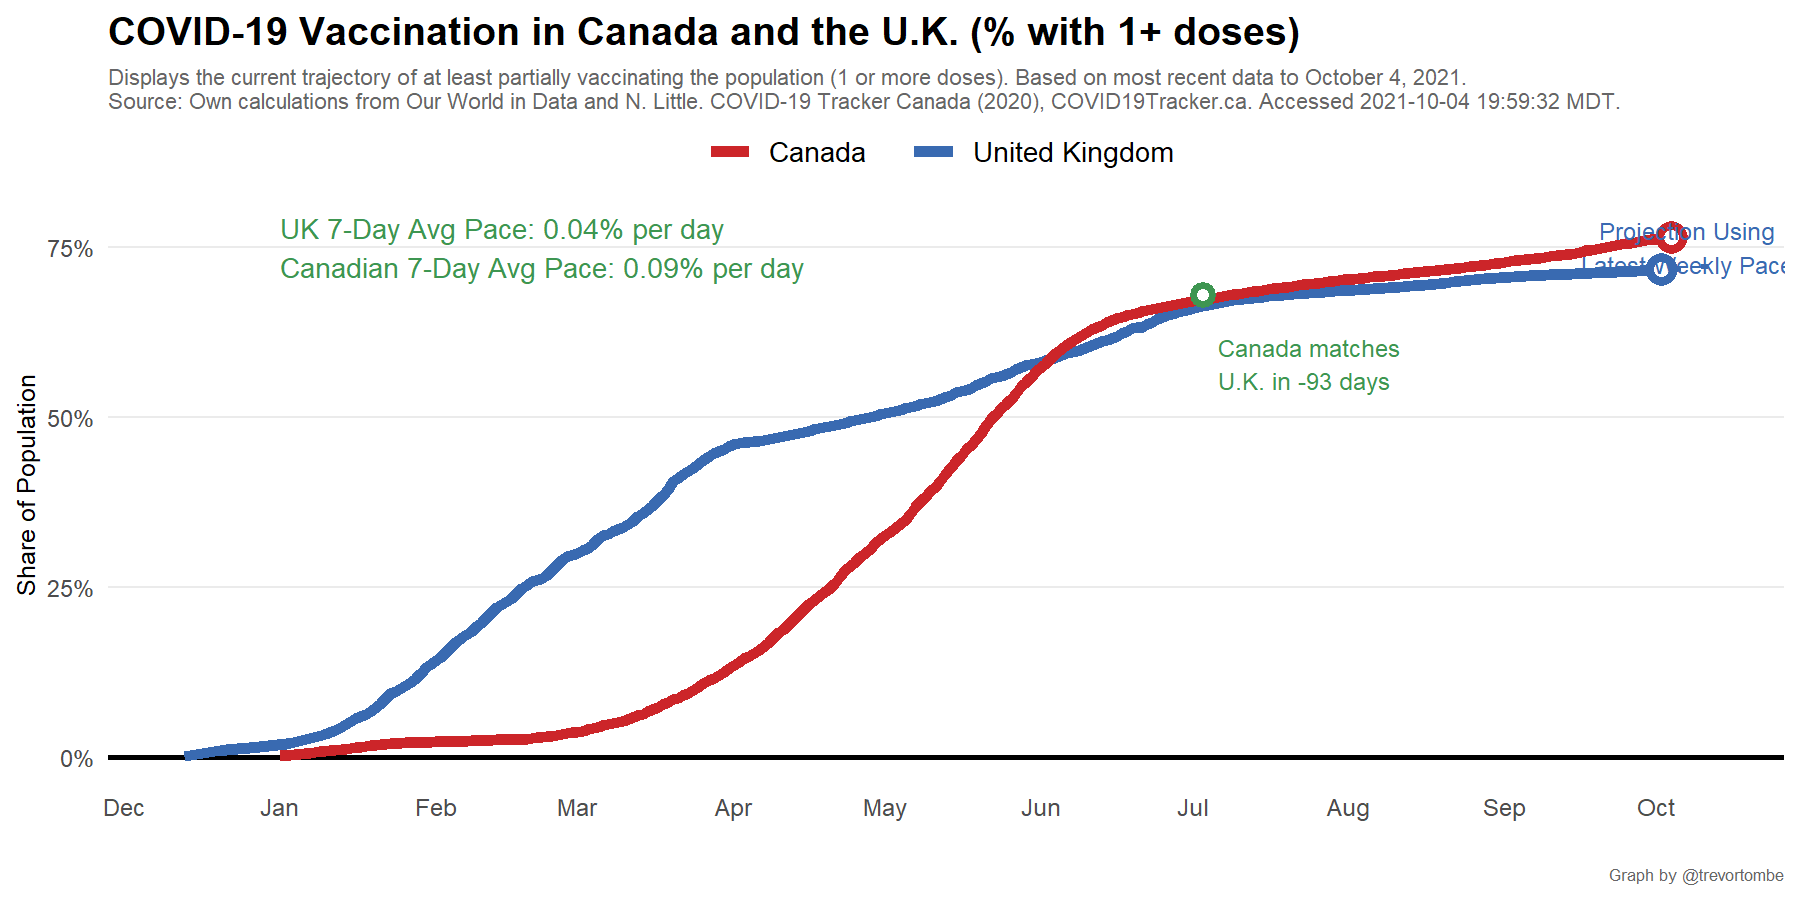 COVID-19 Vaccination in Canada and the U.K. (% with 1+ doses)
Displays the current trajectory of at least partially vaccinating the population (1 or more doses). Based on most recent data to October 4, 2021.
Source: Own calculations from Our World in Data and N. Little. COVID-19 Tracker Canada (2020), COVID19Tracker.ca. Accessed 2021-10-04 19:59:32 MDT.
Canada
United Kingdom
UK 7-Day Avg Pace: 0.04% per day
Canadian 7-Day Avg Pace: 0.09% per day
Projection Using
Latest Weekly Pace
Canada matches
U.K. in -93 days
Share of Population
75%
50%
25%
0%
Dec Jan Feb Mar Apr May Jun Jul Aug Sep Oct
Graph by @trevortombe